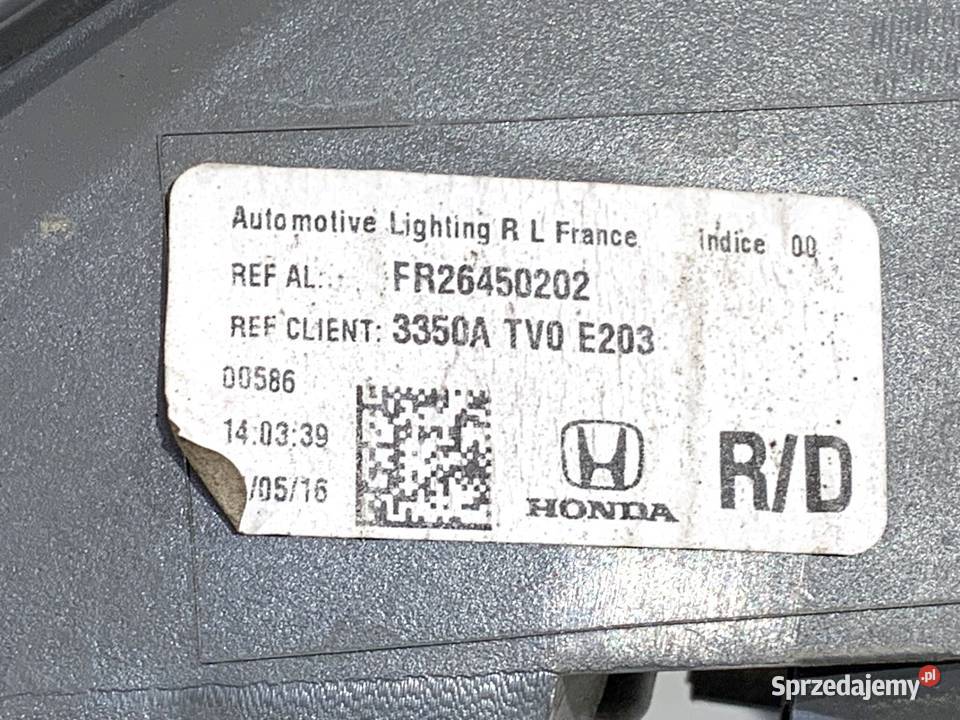 Automotive Lighting R L France indice 00
REF AL: FR26450202
REF CLIENT: 3350A TV0 E203
00586
14:03:39
/05/16
HONDA
R/D
Sprzedajemy.pl